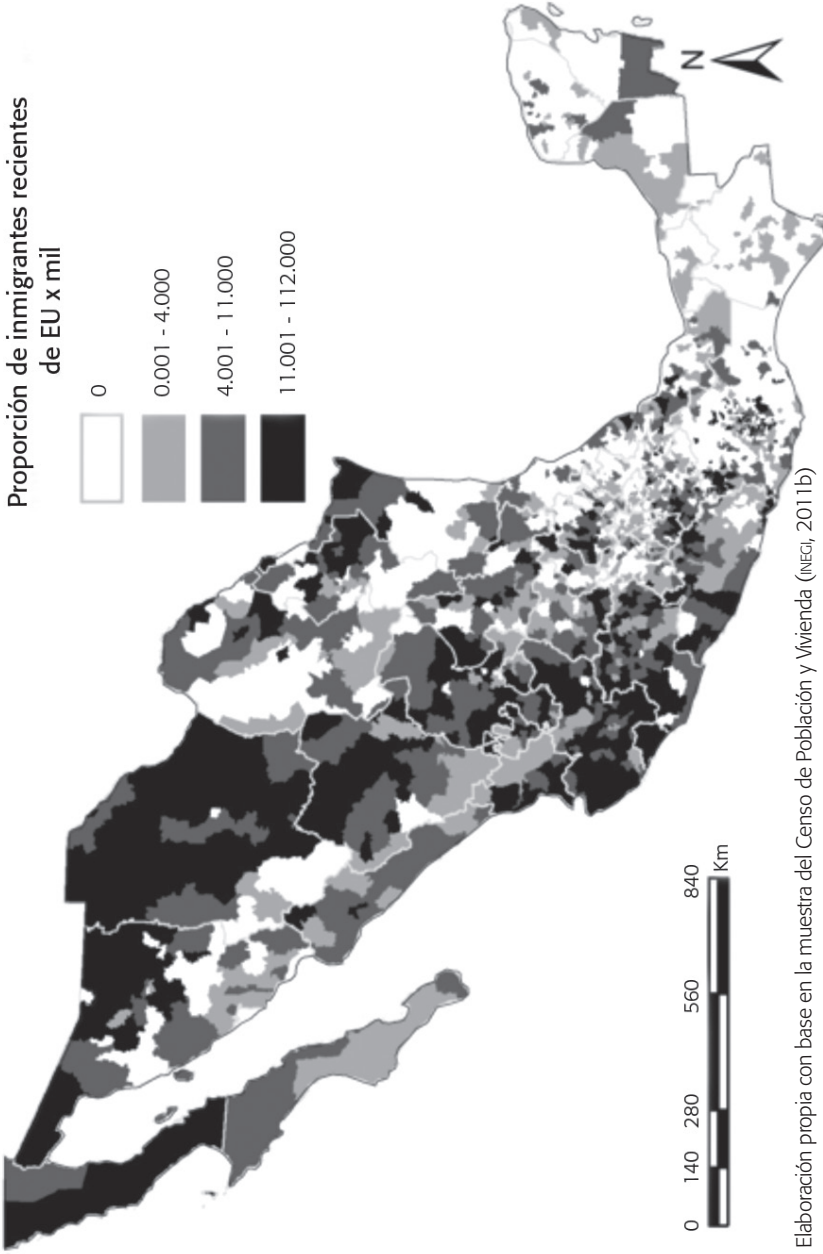 Proporción de inmigrantes recientes
de EU x mil
0
0.001 - 4.000
4.001 - 11.000
11.001 - 112.000
N
0 140 280 560 840
Km
Elaboración propia con base en la muestra del Censo de Población y Vivienda (INEGI, 2011b)